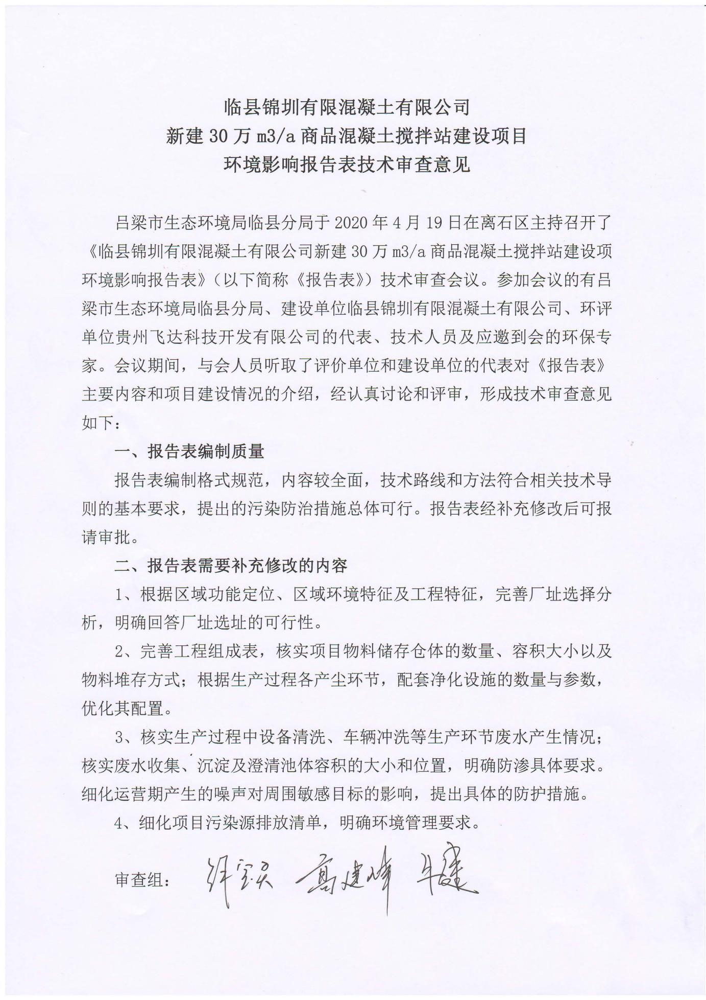 临县锦圳有限混凝土有限公司
新建 30 万 m3/a 商品混凝土搅拌站建设项目
环境影响报告表技术审查意见
吕梁市生态环境局临县分局于 2020 年 4 月 19 日在离石区主持召开了
《临县锦圳有限混凝土有限公司新建 30 万 m3/a 商品混凝土搅拌站建设项
环境影响报告表》（以下简称《报告表》）技术审查会议。参加会议的有吕
梁市生态环境局临县分局、建设单位临县锦圳有限混凝土有限公司、环评
单位贵州飞达科技开发有限公司的代表、技术人员及应邀到会的环保专
家。会议期间，与会人员听取了评价单位和建设单位的代表对《报告表》
主要内容和项目建设情况的介绍，经认真讨论和评审，形成技术审查意见
如下：
一、报告表编制质量
报告表编制格式规范，内容较全面，技术路线和方法符合相关技术导
则的基本要求，提出的污染防治措施总体可行。报告表经补充修改后可报
请审批。
二、报告表需要补充修改的内容
1、根据区域功能定位、区域环境特征及工程特征，完善厂址选择分
析，明确回答厂址选址的可行性。
2、完善工程组成表，核实项目物料储存仓体的数量、容积大小以及
物料堆存方式；根据生产过程各产尘环节，配套净化设施的数量与参数，
优化其配置。
3、核实生产过程中设备清洗、车辆冲洗等生产环节废水产生情况；
核实废水收集、沉淀及澄清池体容积的大小和位置，明确防渗具体要求。
细化运营期产生的噪声对周围敏感目标的影响，提出具体的防护措施。
4、细化项目污染源排放清单，明确环境管理要求。
审查组： 高建峰